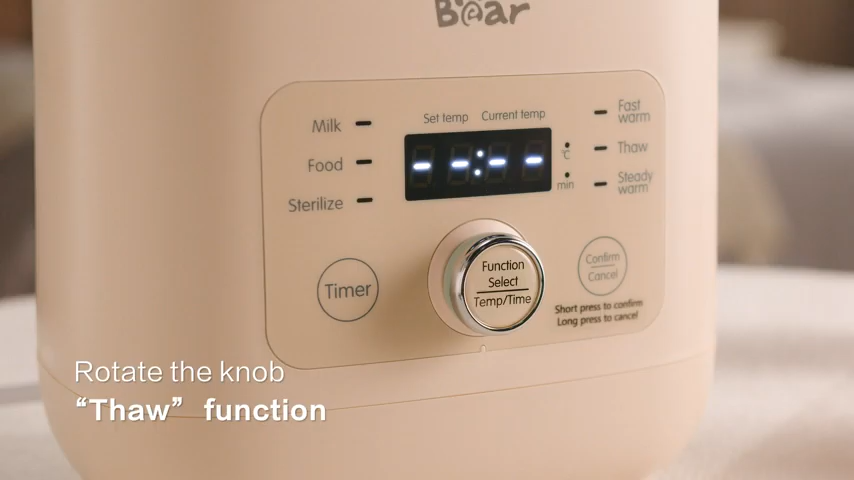 Bear
Set temp Current temp
Milk
Food
Sterilize
--:--
°C
min
Fast
warm
Thaw
Steady
warm
Timer
Function
Select
Temp/Time
Confirm
Cancel
Short press to confirm
Long press to cancel
Rotate the knob
“Thaw” function